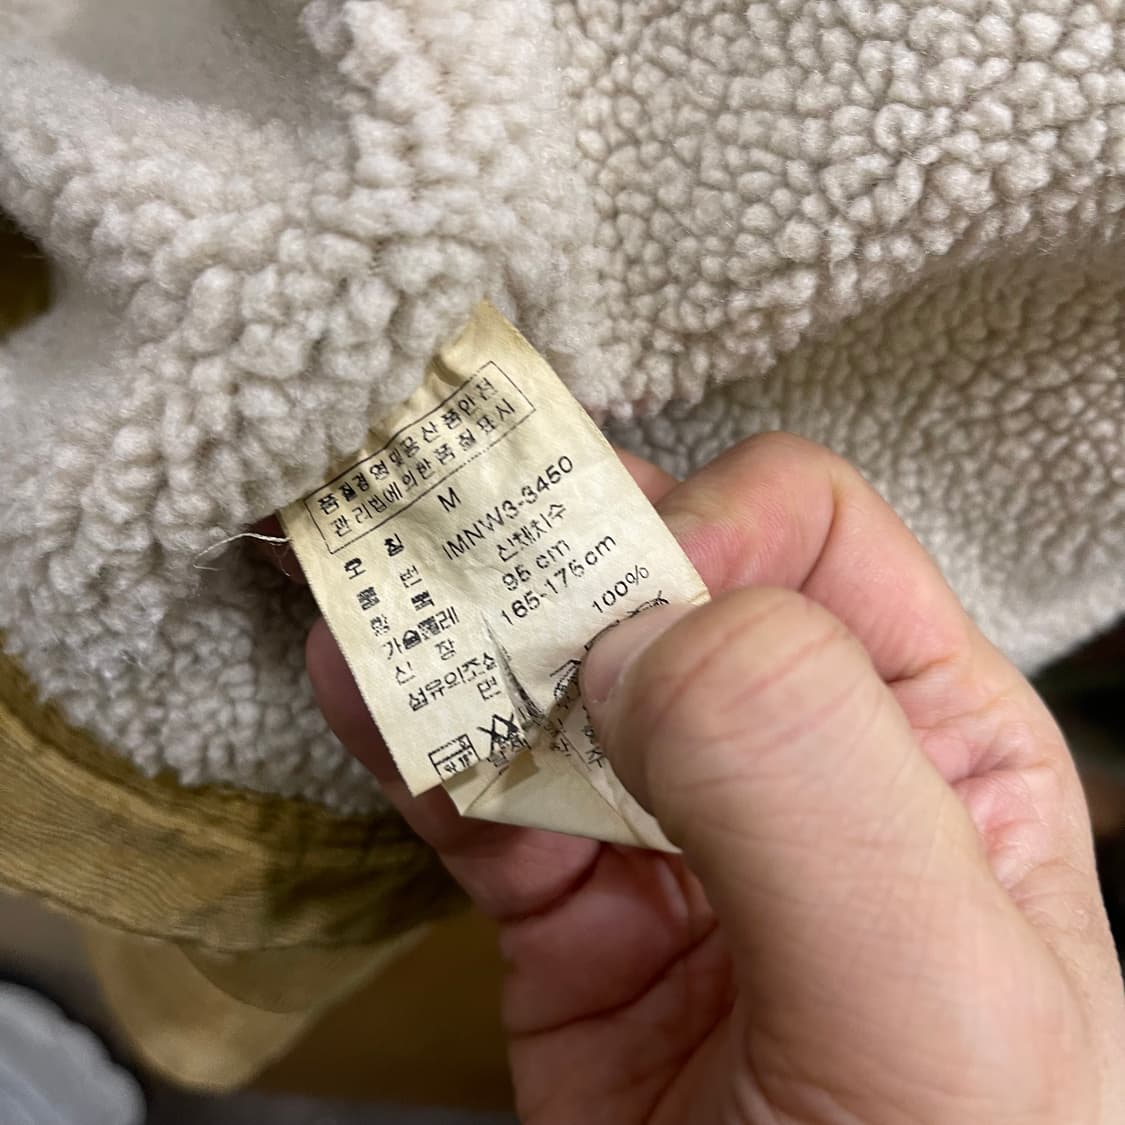 품질경영및공산품안전
관리법에의한품질표시
호 칭 M
품 번 IMNW3-3450
항 목 신체치수
가슴둘레 95 cm
신 장 165-175cm
섬유의조성
면 100%